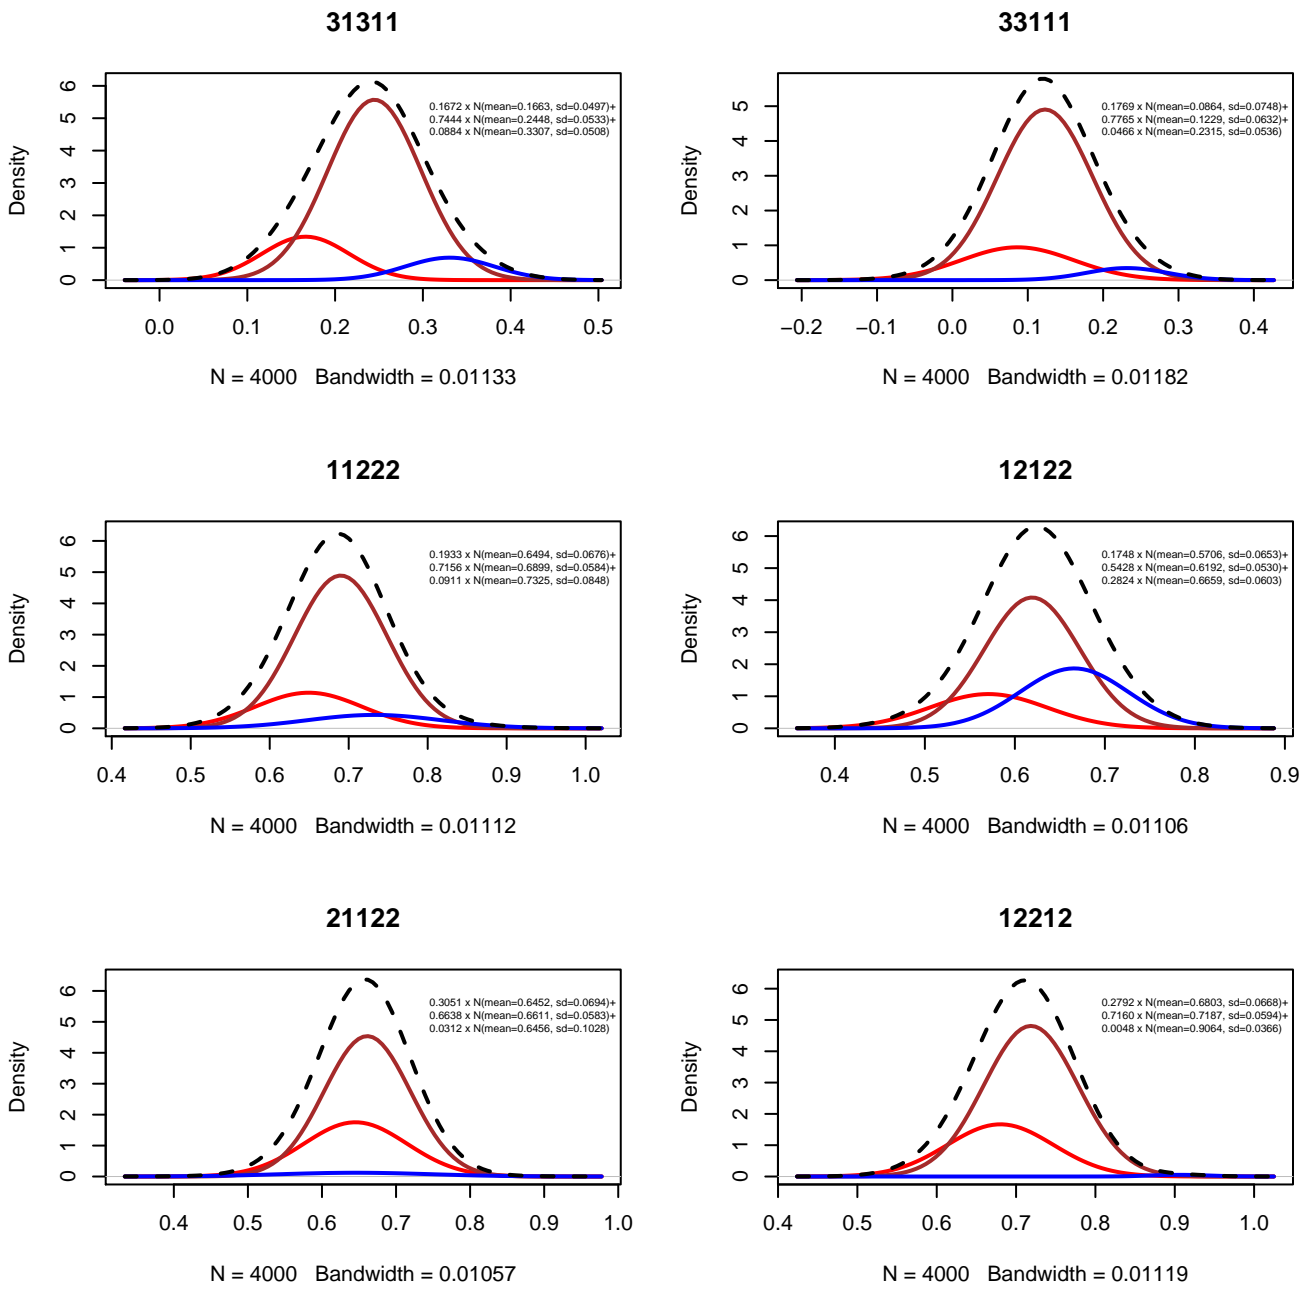 31311
Density
0 1 2 3 4 5 6
0.1672 x N(mean=0.1663, sd=0.0497)+
0.7444 x N(mean=0.2448, sd=0.0533)+
0.0884 x N(mean=0.3307, sd=0.0508)
0.0 0.1 0.2 0.3 0.4 0.5
N = 4000 Bandwidth = 0.01133
33111
Density
0 1 2 3 4 5
0.1769 x N(mean=0.0864, sd=0.0748)+
0.7765 x N(mean=0.1229, sd=0.0632)+
0.0466 x N(mean=0.2315, sd=0.0536)
−0.2 −0.1 0.0 0.1 0.2 0.3 0.4
N = 4000 Bandwidth = 0.01182
11222
Density
0 1 2 3 4 5 6
0.1933 x N(mean=0.6494, sd=0.0676)+
0.7156 x N(mean=0.6899, sd=0.0584)+
0.0911 x N(mean=0.7325, sd=0.0848)
0.4 0.5 0.6 0.7 0.8 0.9 1.0
N = 4000 Bandwidth = 0.01112
12122
Density
0 1 2 3 4 5 6
0.1748 x N(mean=0.5706, sd=0.0653)+
0.5428 x N(mean=0.6192, sd=0.0530)+
0.2824 x N(mean=0.6659, sd=0.0603)
0.4 0.5 0.6 0.7 0.8 0.9
N = 4000 Bandwidth = 0.01106
21122
Density
0 1 2 3 4 5 6
0.3051 x N(mean=0.6452, sd=0.0694)+
0.6638 x N(mean=0.6611, sd=0.0583)+
0.0312 x N(mean=0.6456, sd=0.1028)
0.4 0.5 0.6 0.7 0.8 0.9 1.0
N = 4000 Bandwidth = 0.01057
12212
Density
0 1 2 3 4 5 6
0.2792 x N(mean=0.6803, sd=0.0668)+
0.7160 x N(mean=0.7187, sd=0.0594)+
0.0048 x N(mean=0.9064, sd=0.0366)
0.4 0.5 0.6 0.7 0.8 0.9 1.0
N = 4000 Bandwidth = 0.01119